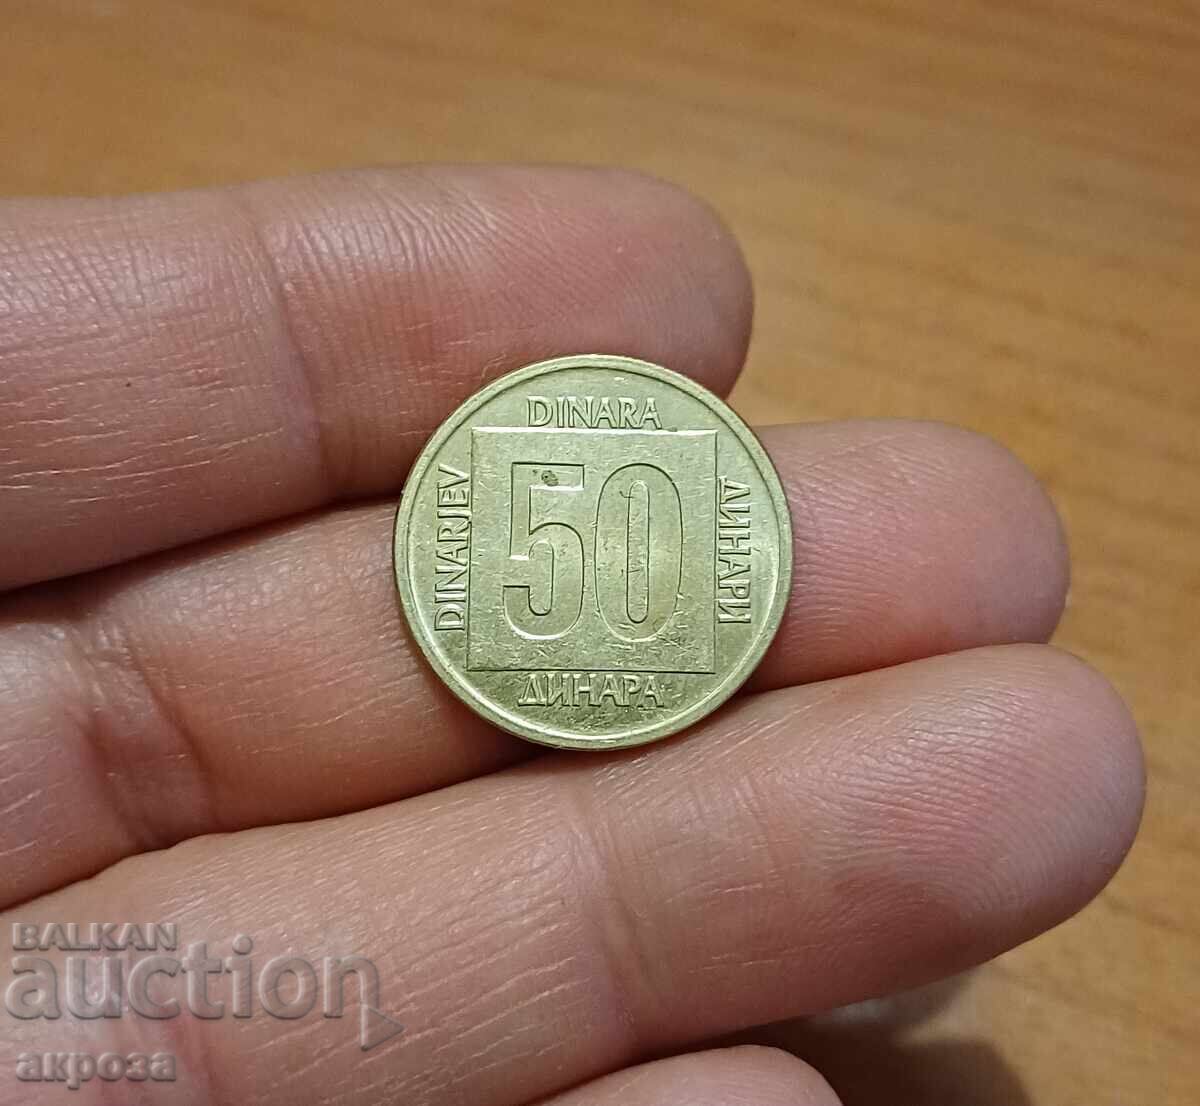 DINARA
DINARJEV
50
ДИНАРИ
ДИНАРА
BALKAN
auction
акроза